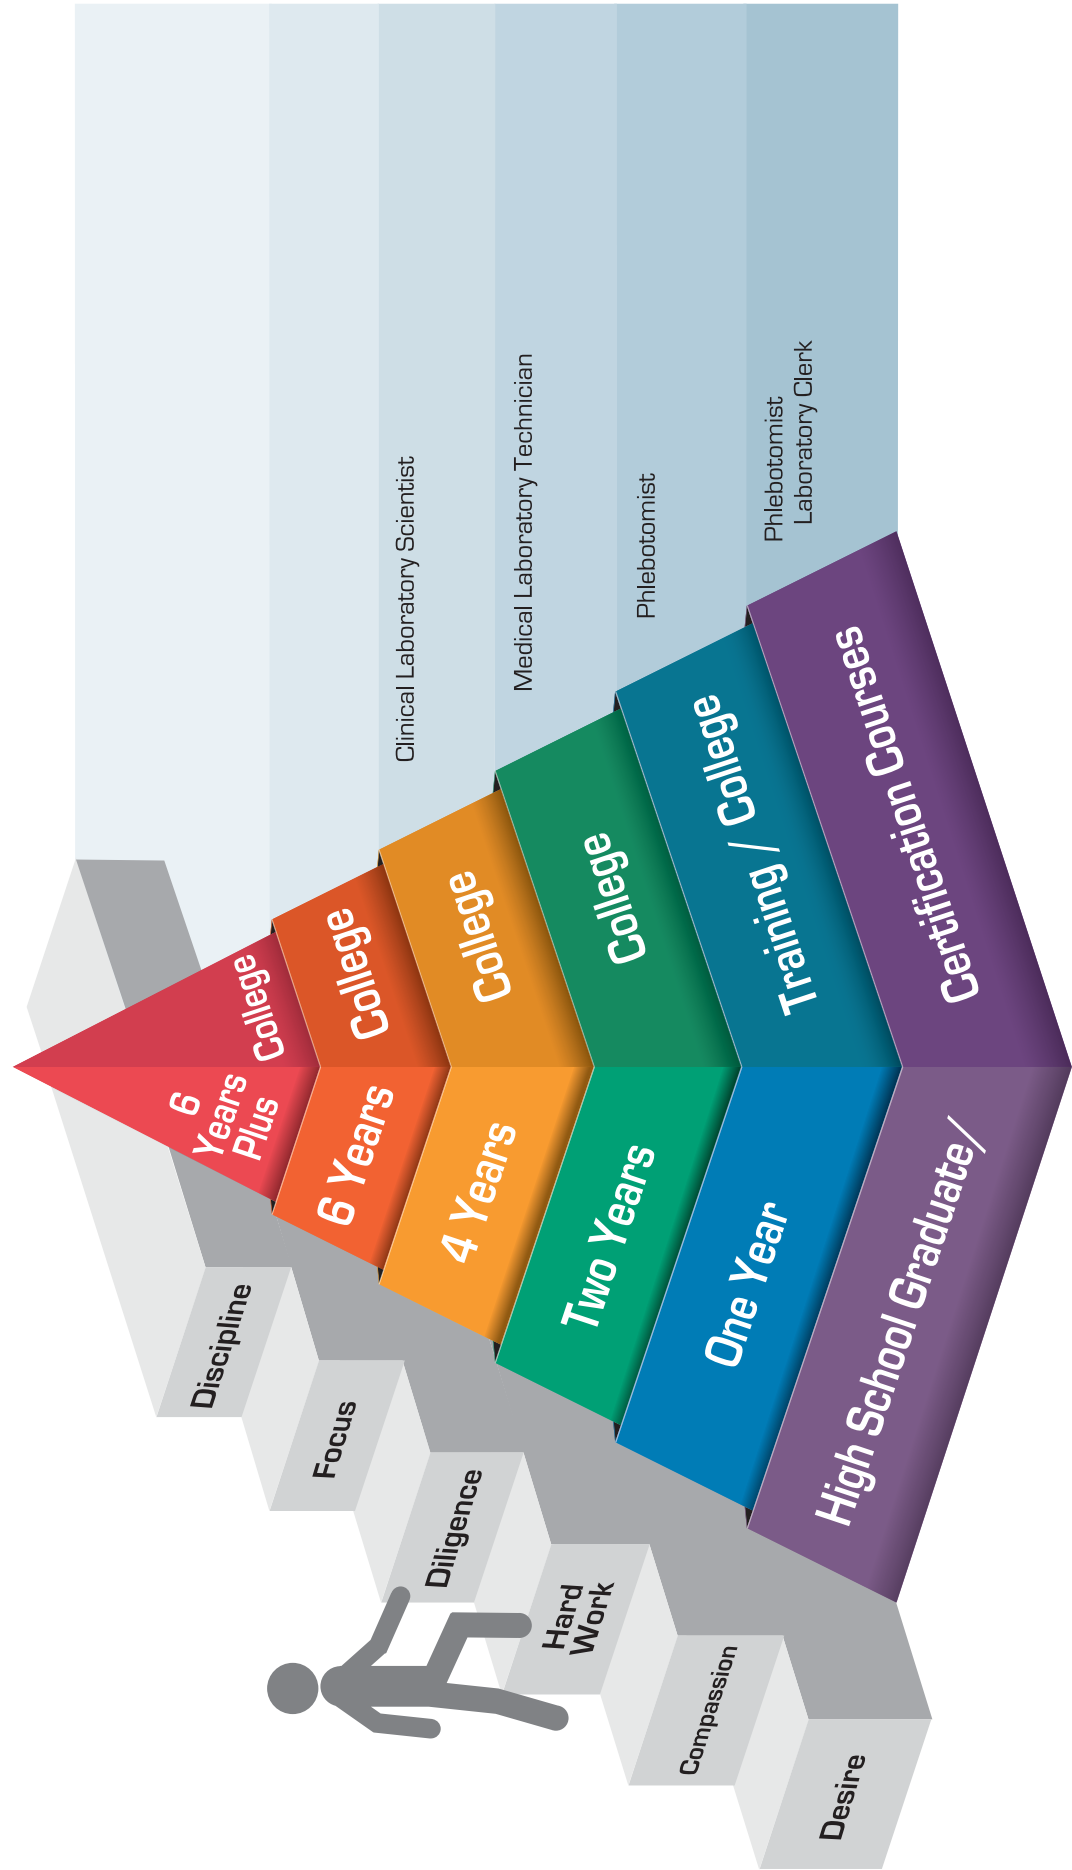 6
Years
Plus
College
6 Years
College
4 Years
College
Clinical Laboratory Scientist
Two Years
College
Medical Laboratory Technician
One Year
Training / College
Phlebotomist
High School Graduate/
Certification Courses
Phlebotomist
Laboratory Clerk
Discipline
Focus
Diligence
Hard
Work
Compassion
Desire